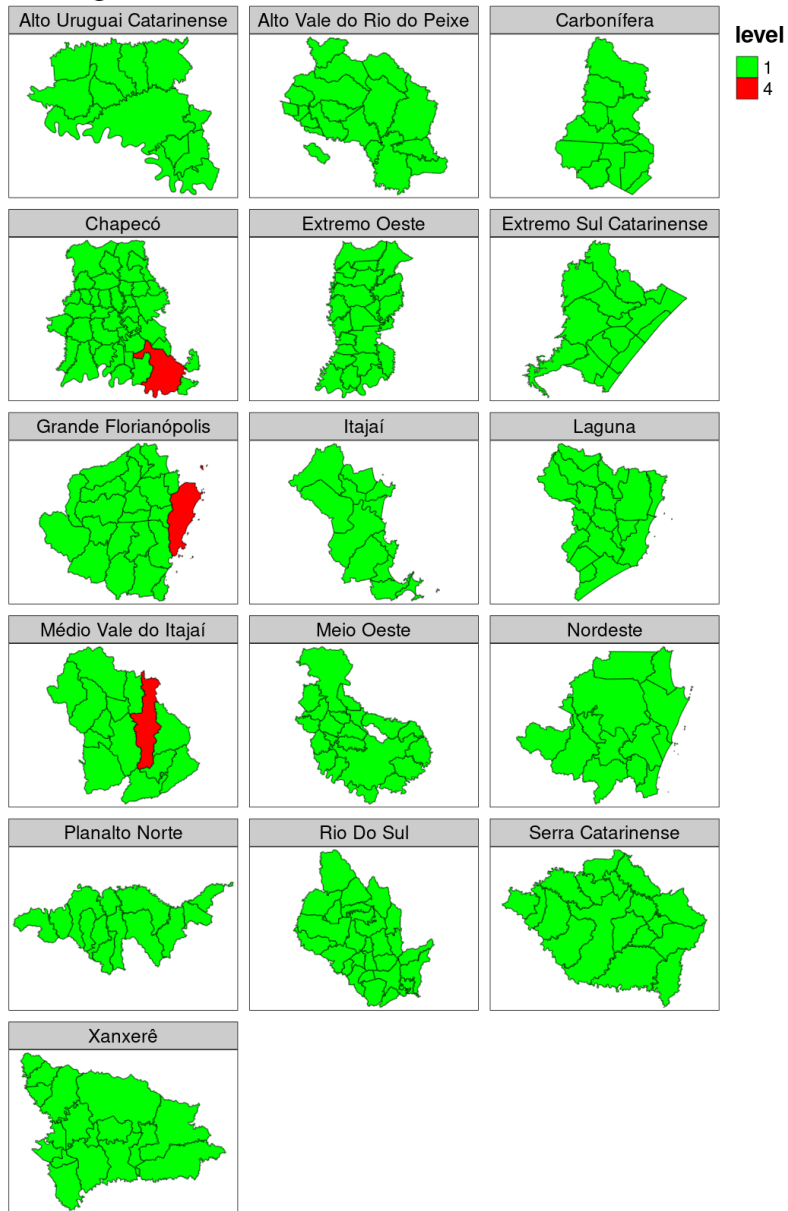 Alto Uruguai Catarinense
Alto Vale do Rio do Peixe
Carbonífera
level
1
4
Chapecó
Extremo Oeste
Extremo Sul Catarinense
Grande Florianópolis
Itajaí
Laguna
Médio Vale do Itajaí
Meio Oeste
Nordeste
Planalto Norte
Rio Do Sul
Serra Catarinense
Xanxerê